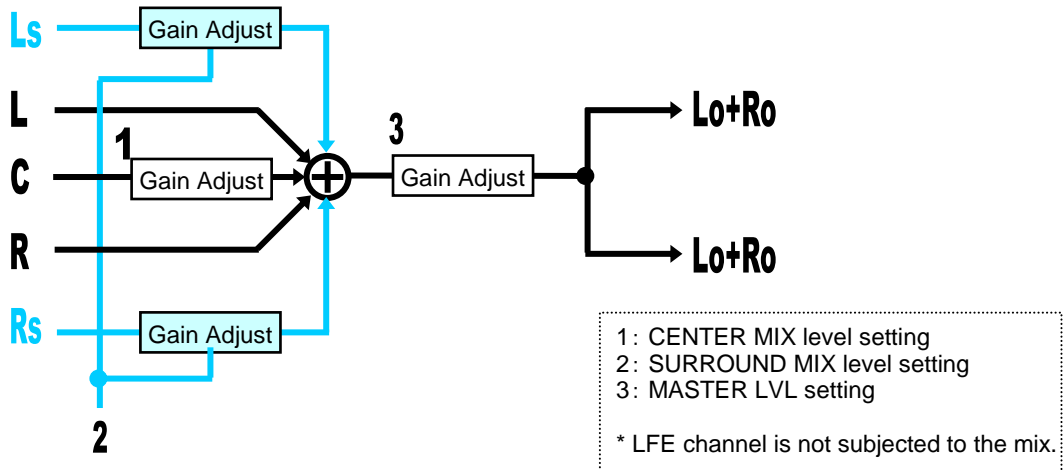 Ls
Gain Adjust
L
Lo+Ro
3
1
C
Gain Adjust
Gain Adjust
R
Lo+Ro
Rs
Gain Adjust
2
1: CENTER MIX level setting
2: SURROUND MIX level setting
3: MASTER LVL setting
* LFE channel is not subjected to the mix.